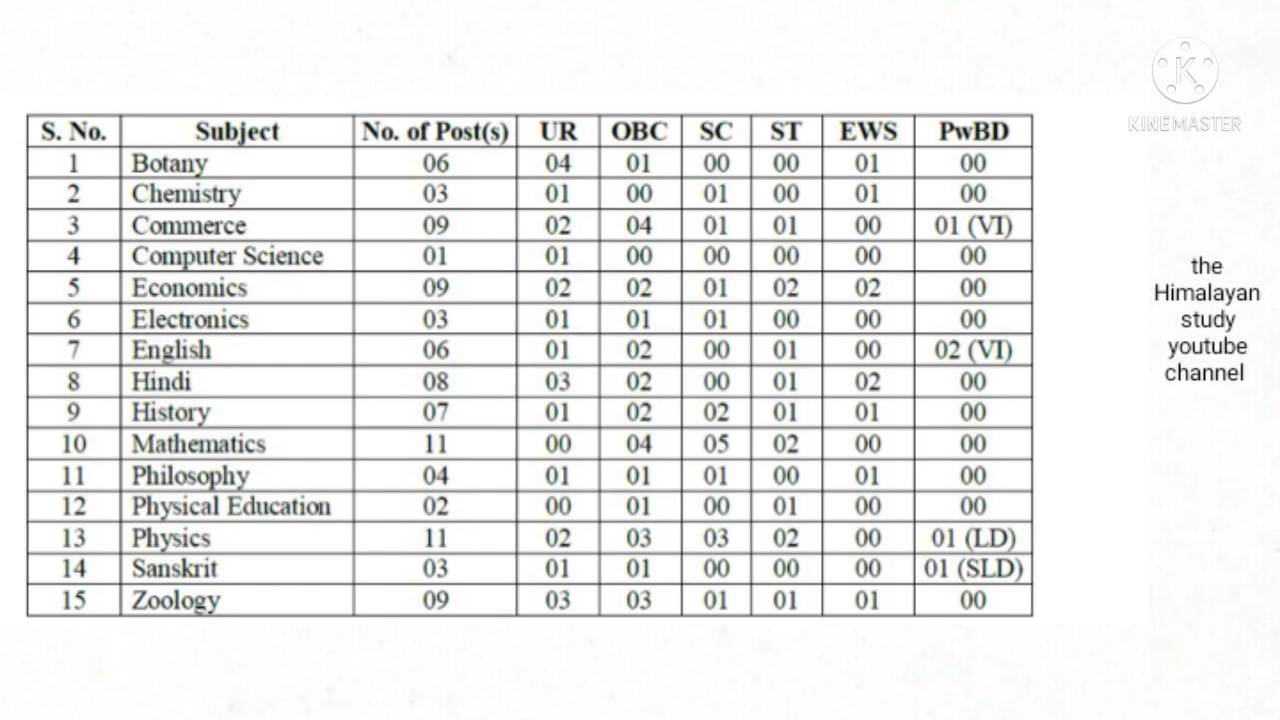 KINEMASTER
S. No. Subject No. of Post(s) UR OBC SC ST EWS PwBD
1 Botany 06 04 01 00 00 01 00
2 Chemistry 03 01 00 01 00 01 00
3 Commerce 09 02 04 01 01 00 01 (VI)
4 Computer Science 01 01 00 00 00 00 00
5 Economics 09 02 02 01 02 02 00
6 Electronics 03 01 01 01 00 00 00
7 English 06 01 02 00 01 00 02 (VI)
8 Hindi 08 03 02 00 01 02 00
9 History 07 01 02 02 01 01 00
10 Mathematics 11 00 04 05 02 00 00
11 Philosophy 04 01 01 01 00 01 00
12 Physical Education 02 00 01 00 01 00 00
13 Physics 11 02 03 03 02 00 01 (LD)
14 Sanskrit 03 01 01 00 00 00 01 (SLD)
15 Zoology 09 03 03 01 01 01 00
the
Himalayan
study
youtube
channel